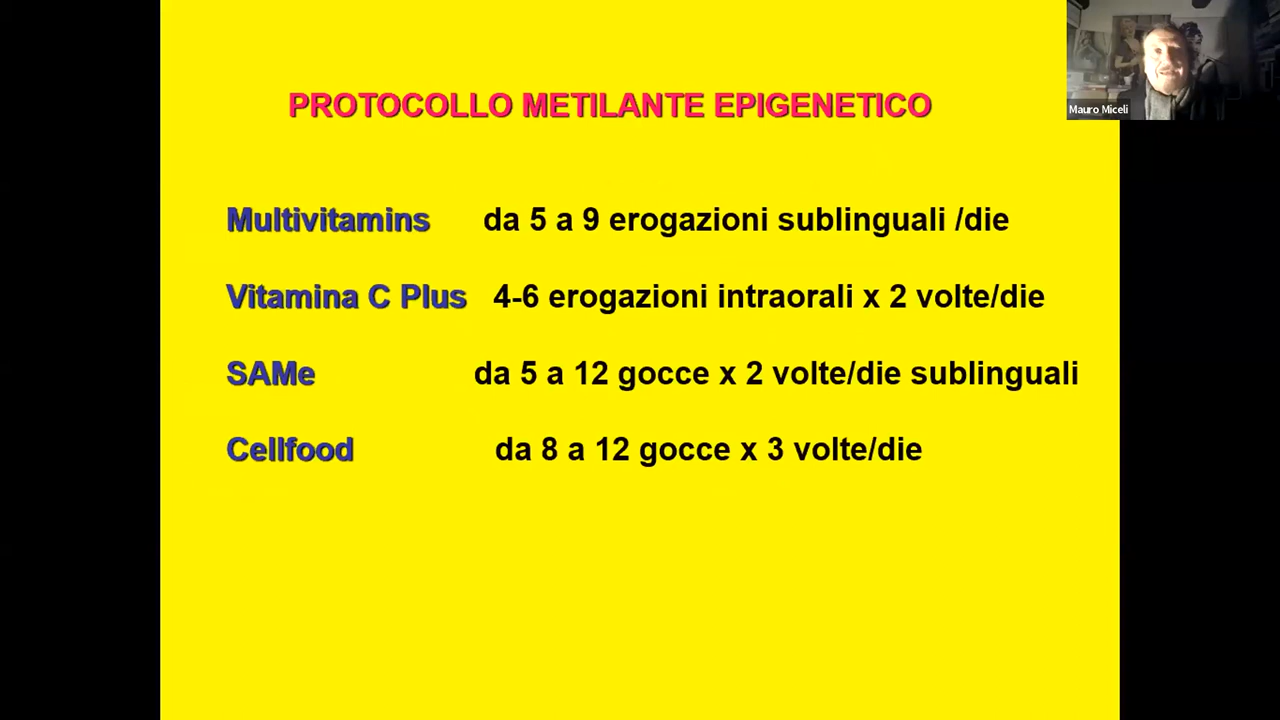 PROTOCOLLO METILANTE EPIGENETICO
Mauro Miceli
Multivitamins da 5 a 9 erogazioni sublinguali /die
Vitamina C Plus 4-6 erogazioni intraorali x 2 volte/die
SAMe da 5 a 12 gocce x 2 volte/die sublinguali
Cellfood da 8 a 12 gocce x 3 volte/die